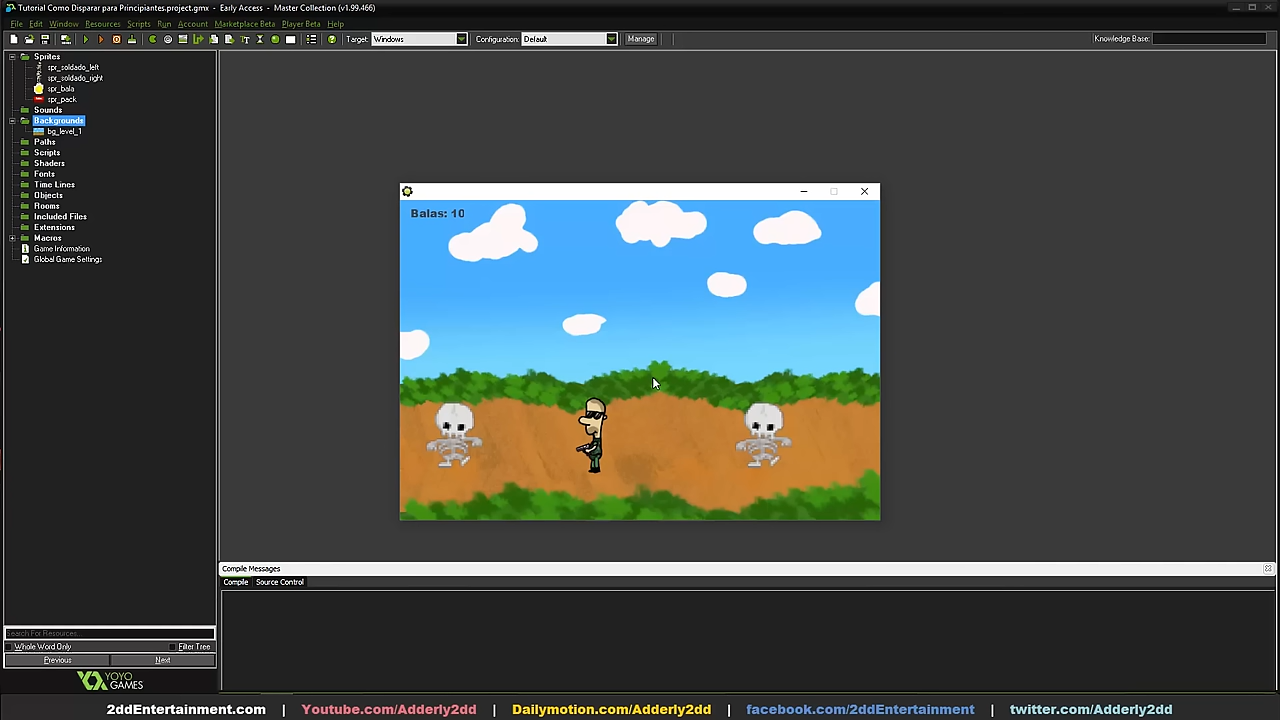 Tutorial Como Disparar para Principiantes.project.gmx - Early Access - Master Collection (v1.99.466)
File Edit Window Resources Scripts Run Account Marketplace Beta Player Beta Help
Target: Windows Configuration: Default Manage Knowledge Base:
Sprites
spr_soldado_left
spr_soldado_right
spr_bala
spr_pack
Sounds
Backgrounds
bg_level_1
Paths
Scripts
Shaders
Fonts
Time Lines
Objects
Rooms
Included Files
Extensions
Macros
Game Information
Global Game Settings
Balas: 10
Compile Messages
Compile Source Control
Search For Resources...
Whole Word Only Filter Tree
Previous Next
YOYO
GAMES
2ddEntertainment.com | Youtube.com/Adderly2dd | Dailymotion.com/Adderly2dd | facebook.com/2ddEntertainment | twitter.com/Adderly2dd